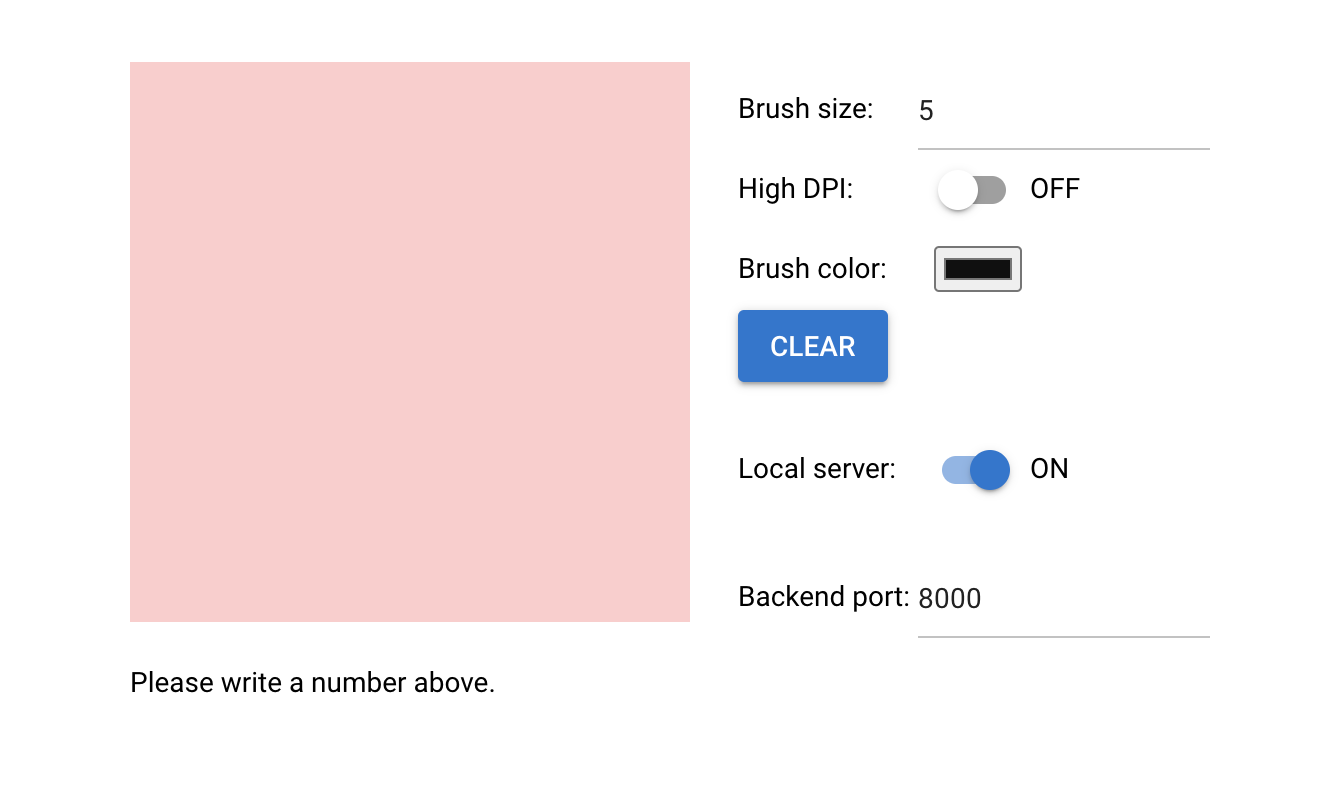 Brush size: 5
High DPI: OFF
Brush color:
CLEAR
Local server: ON
Backend port: 8000
Please write a number above.